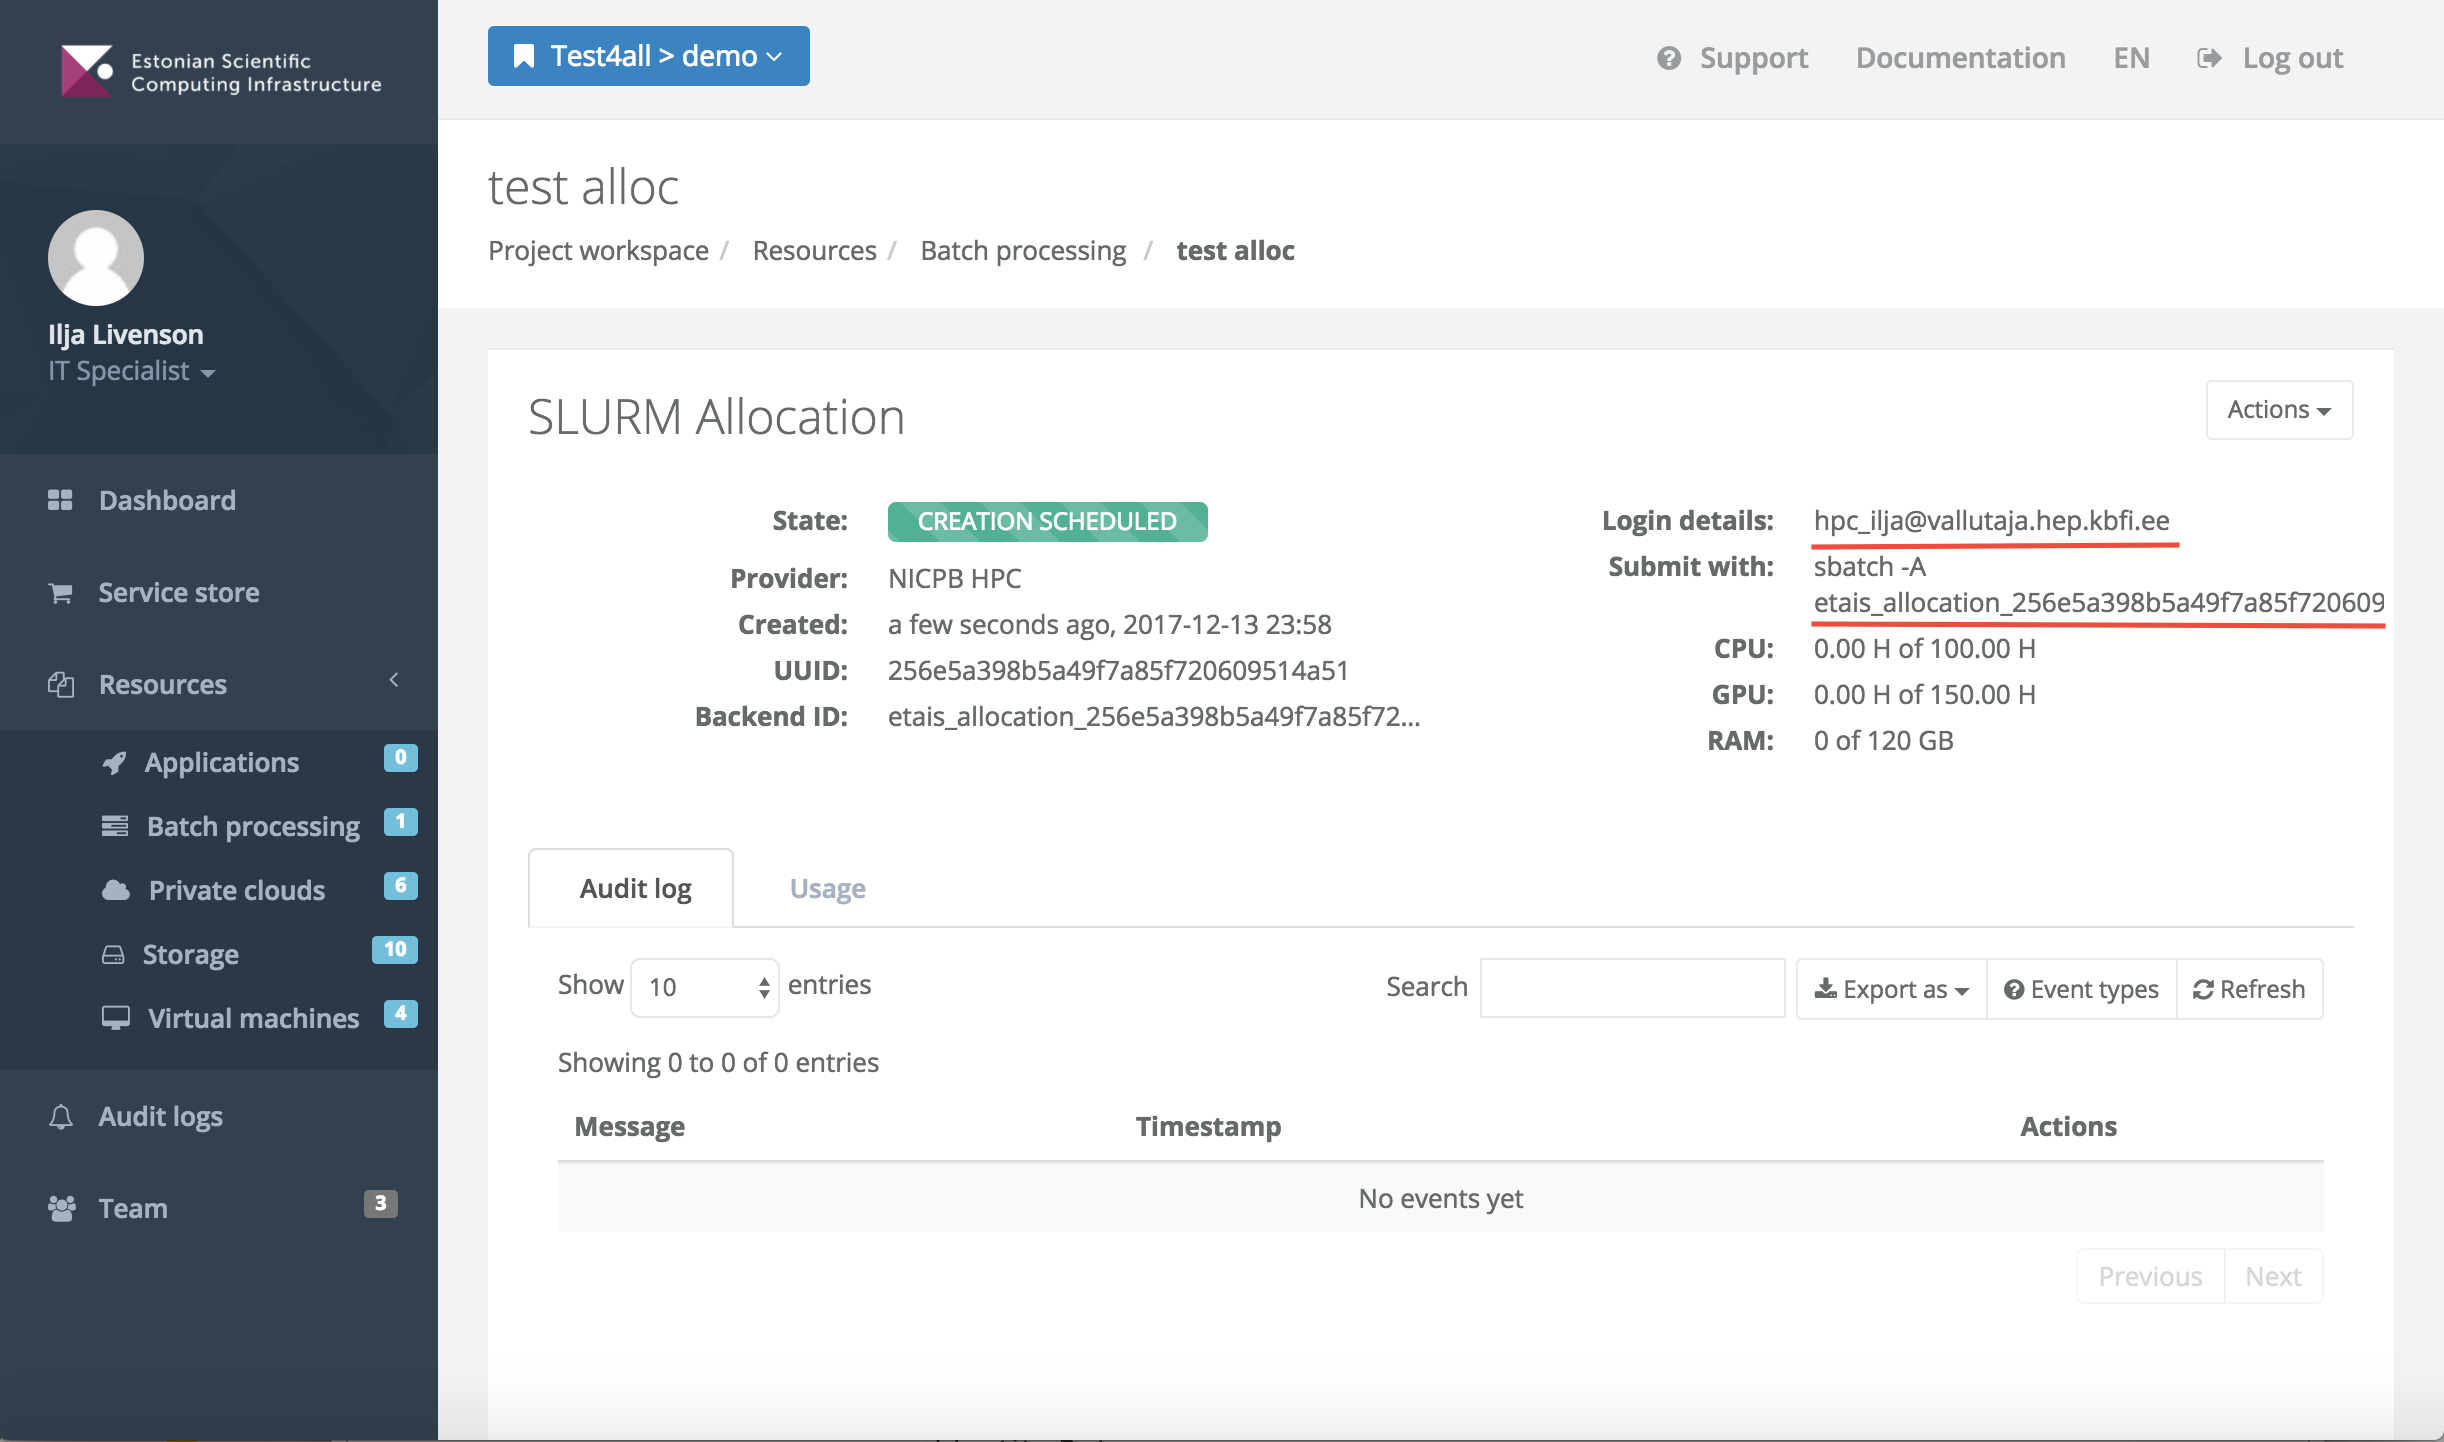 Estonian Scientific
Computing Infrastructure
Test4all > demo
Support
Documentation
EN
Log out
test alloc
Project workspace / Resources / Batch processing / test alloc
Ilja Livenson
IT Specialist
Dashboard
Service store
Resources
Applications 0
Batch processing 1
Private clouds 6
Storage 10
Virtual machines 4
Audit logs
Team 3
SLURM Allocation
Actions
State: CREATION SCHEDULED
Provider: NICPB HPC
Created: a few seconds ago, 2017-12-13 23:58
UUID: 256e5a398b5a49f7a85f720609514a51
Backend ID: etais_allocation_256e5a398b5a49f7a85f72...
Login details: hpc_ilja@vallutaja.hep.kbfi.ee
Submit with: sbatch -A
etais_allocation_256e5a398b5a49f7a85f720609
CPU: 0.00 H of 100.00 H
GPU: 0.00 H of 150.00 H
RAM: 0 of 120 GB
Audit log
Usage
Show 10 entries
Search
Export as
Event types
Refresh
Showing 0 to 0 of 0 entries
Message Timestamp Actions
No events yet
Previous Next